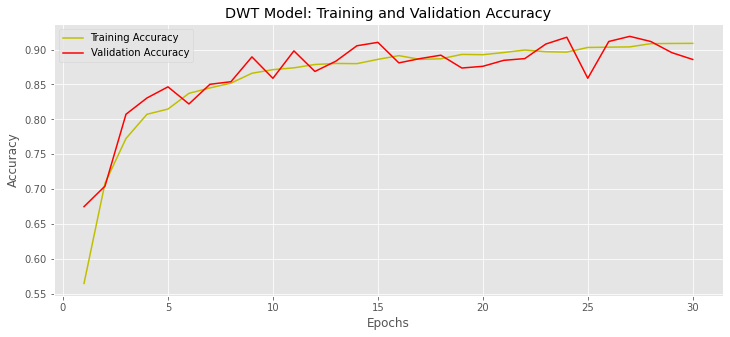 DWT Model: Training and Validation Accuracy
Training Accuracy
Validation Accuracy
Accuracy
0.90
0.85
0.80
0.75
0.70
0.65
0.60
0.55
0 5 10 15 20 25 30
Epochs